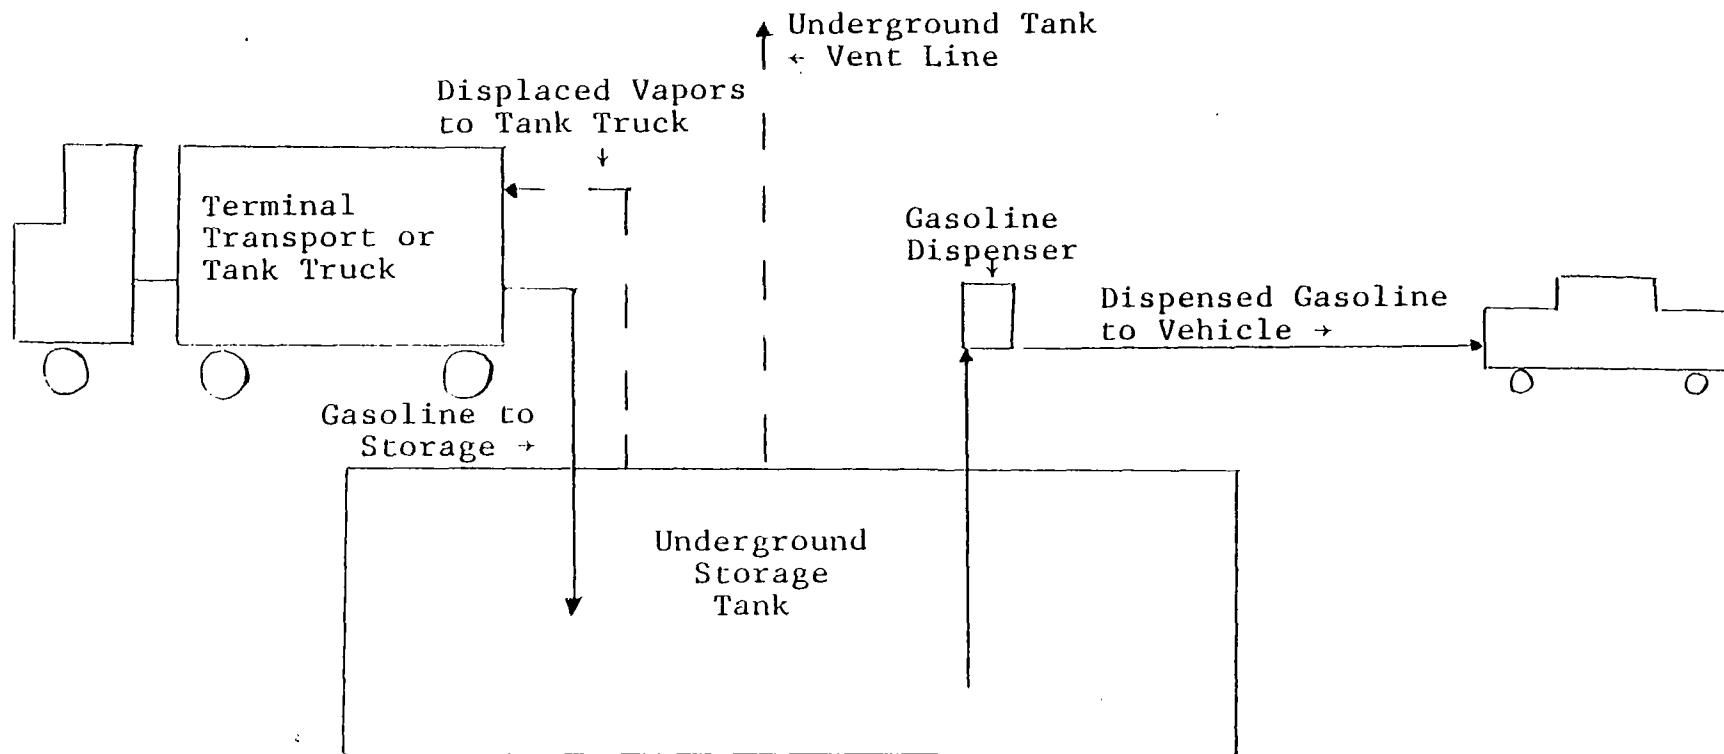 Underground Tank
← Vent Line
Displaced Vapors
to Tank Truck
↓
Terminal
Transport or
Tank Truck
Gasoline
Dispenser
↓
Dispensed Gasoline
to Vehicle →
Gasoline to
Storage →
Underground
Storage
Tank